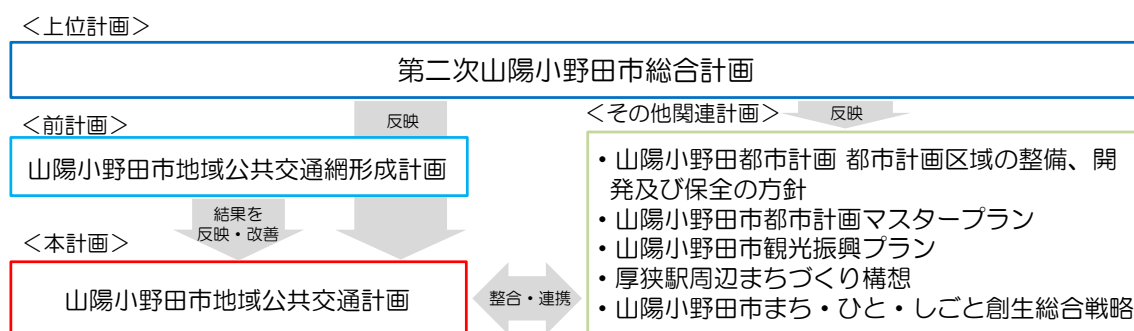 ＜上位計画＞
第二次山陽小野田市総合計画
＜前計画＞
反映
山陽小野田市地域公共交通網形成計画
結果を
反映・改善
＜本計画＞
山陽小野田市地域公共交通計画
整合・連携
＜その他関連計画＞
反映
・山陽小野田都市計画 都市計画区域の整備、開
発及び保全の方針
・山陽小野田市都市計画マスタープラン
・山陽小野田市観光振興プラン
・厚狭駅周辺まちづくり構想
・山陽小野田市まち・ひと・しごと創生総合戦略